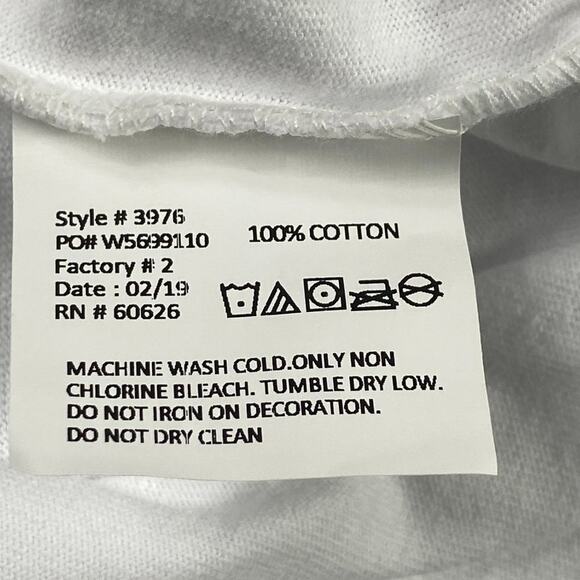 Style # 3976
PO# W5699110
Factory # 2
Date : 02/19
RN # 60626
100% COTTON
MACHINE WASH COLD.ONLY NON
CHLORINE BLEACH. TUMBLE DRY LOW.
DO NOT IRON ON DECORATION.
DO NOT DRY CLEAN